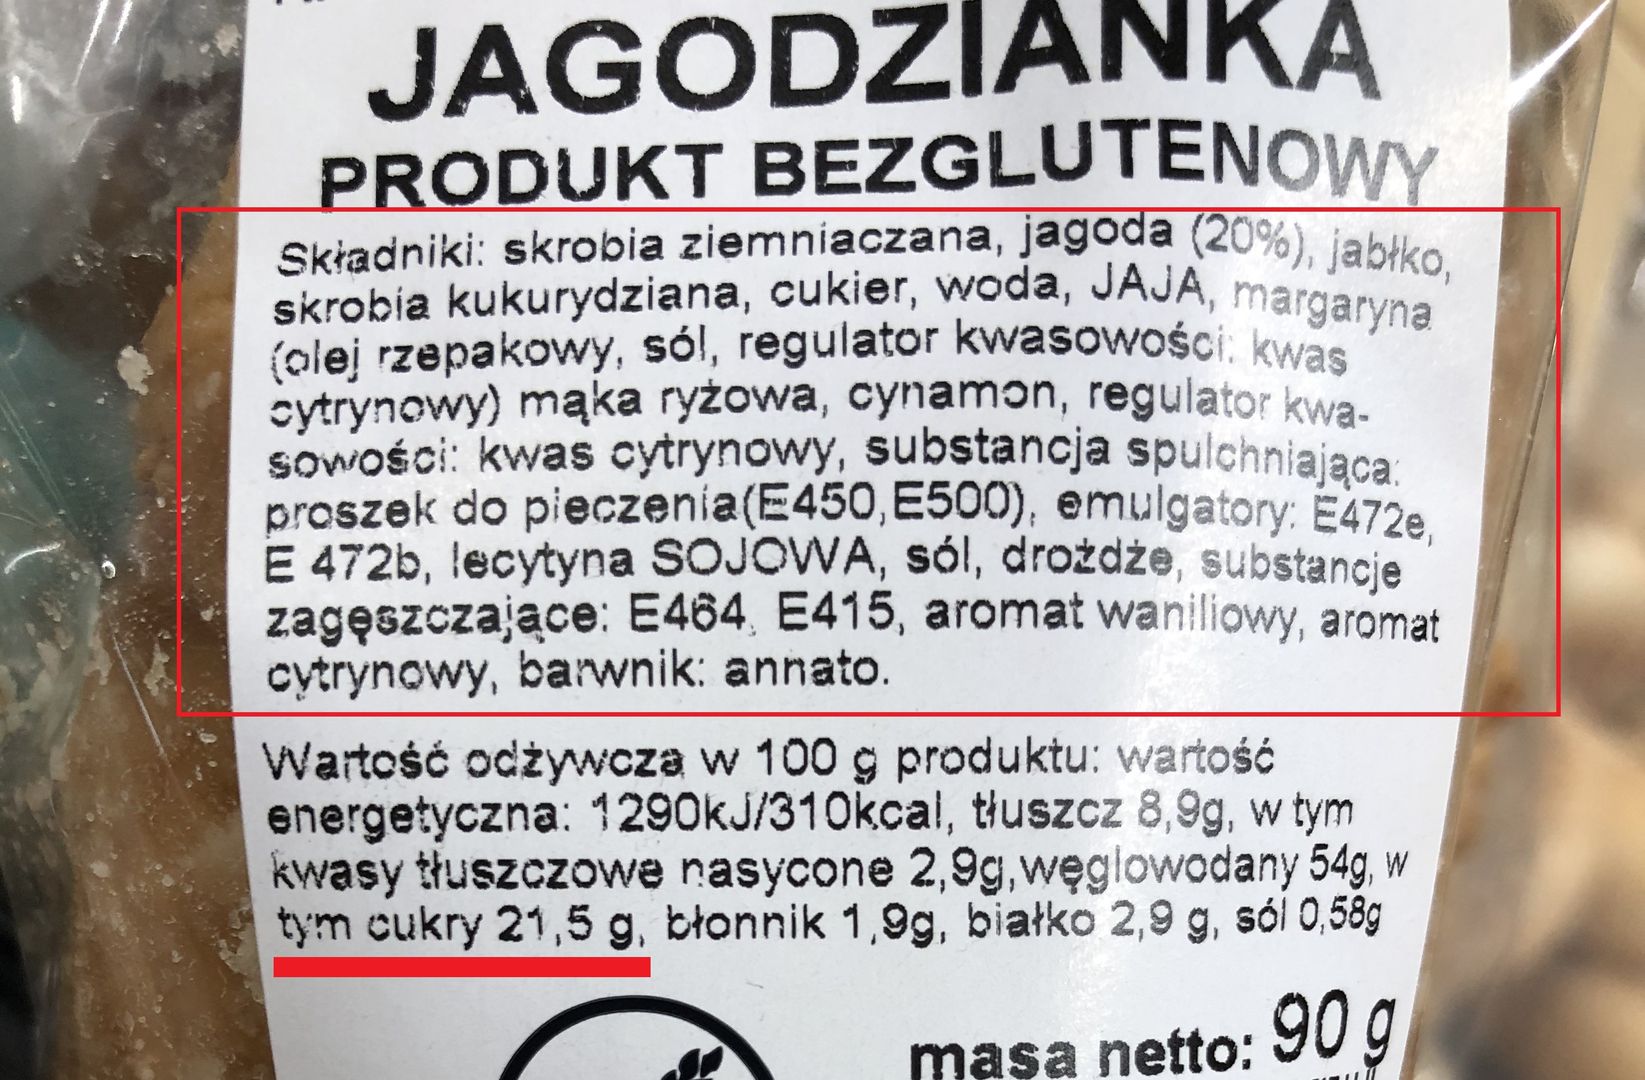 JAGODZIANKA
PRODUKT BEZGLUTENOWY
Składniki: skrobia ziemniaczana, jagoda (20%), jabłko,
skrobia kukurydziana, cukier, woda, JAJA, margaryna
(olej rzepakowy, sól, regulator kwasowości: kwas
cytrynowy) mąka ryżowa, cynamon, regulator kwa-
sowości: kwas cytrynowy, substancja spulchniająca:
proszek do pieczenia(E450,E500), emulgatory: E472e,
E 472b, lecytyna SOJOWA, sól, drożdże, substancje
zagęszczające: E464, E415, aromat waniliowy, aromat
cytrynowy, barwnik: annato.
Wartość odżywcza w 100 g produktu: wartość
energetyczna: 1290kJ/310kcal, tłuszcz 8,9g, w tym
kwasy tłuszczowe nasycone 2,9g,węglowodany 54g, w
tym cukry 21,5 g, błonnik 1,9g, białko 2,9 g, sól 0,58g
masa netto: 90 g